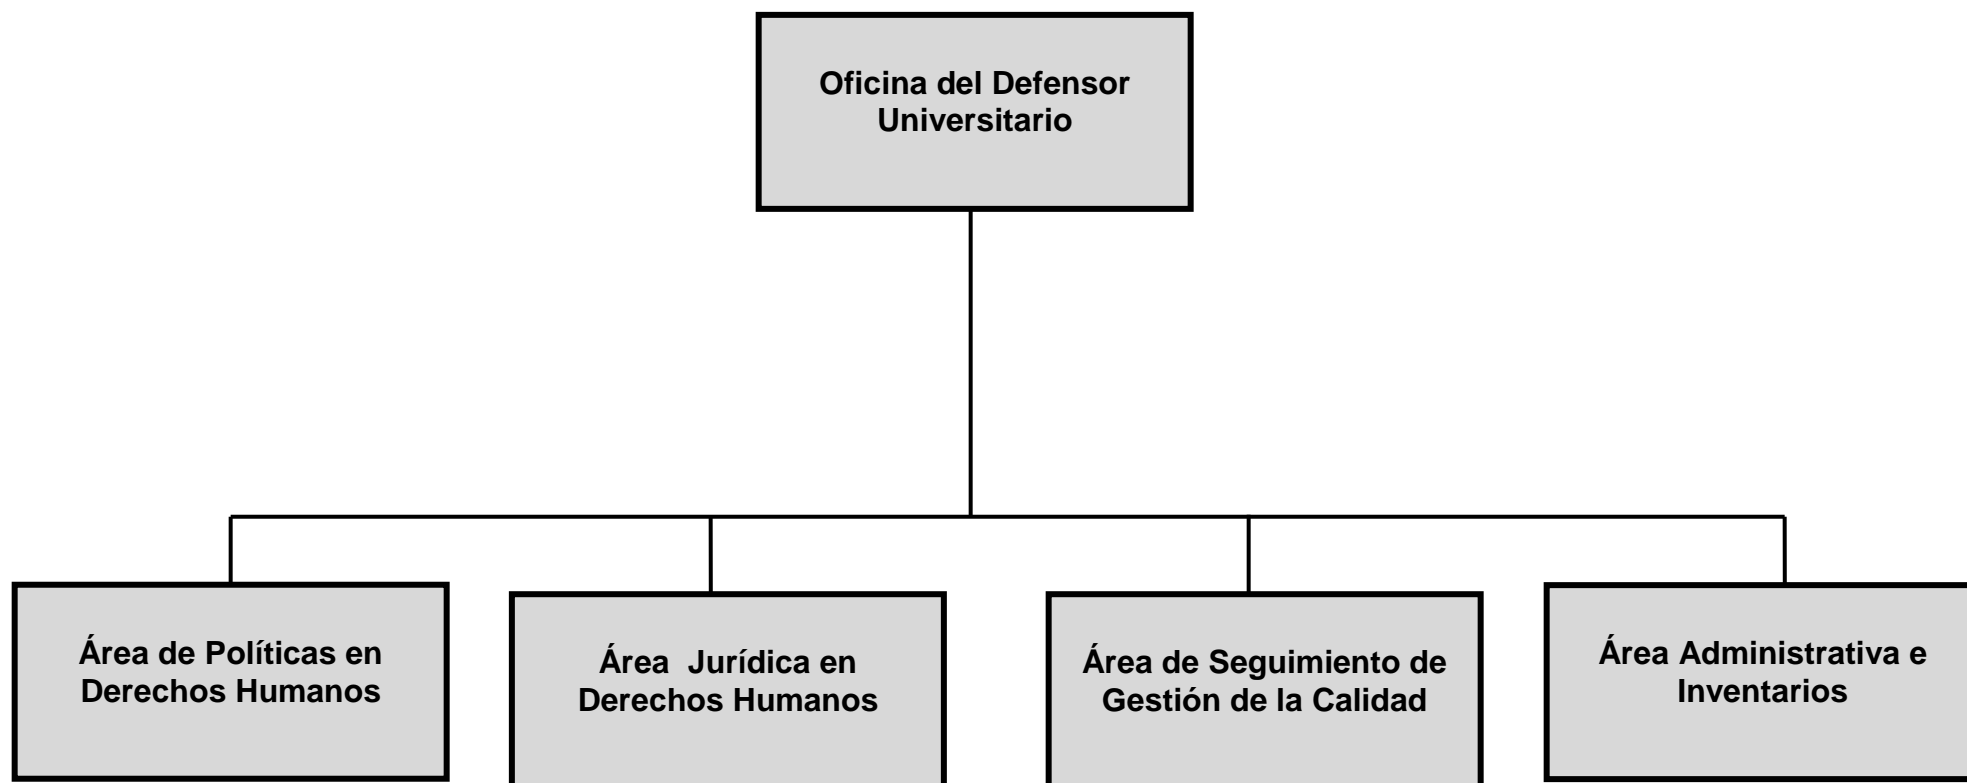 Oficina del Defensor
Universitario
Área de Políticas en
Derechos Humanos
Área  Jurídica en
Derechos Humanos
Área de Seguimiento de
Gestión de la Calidad
Área Administrativa e
Inventarios